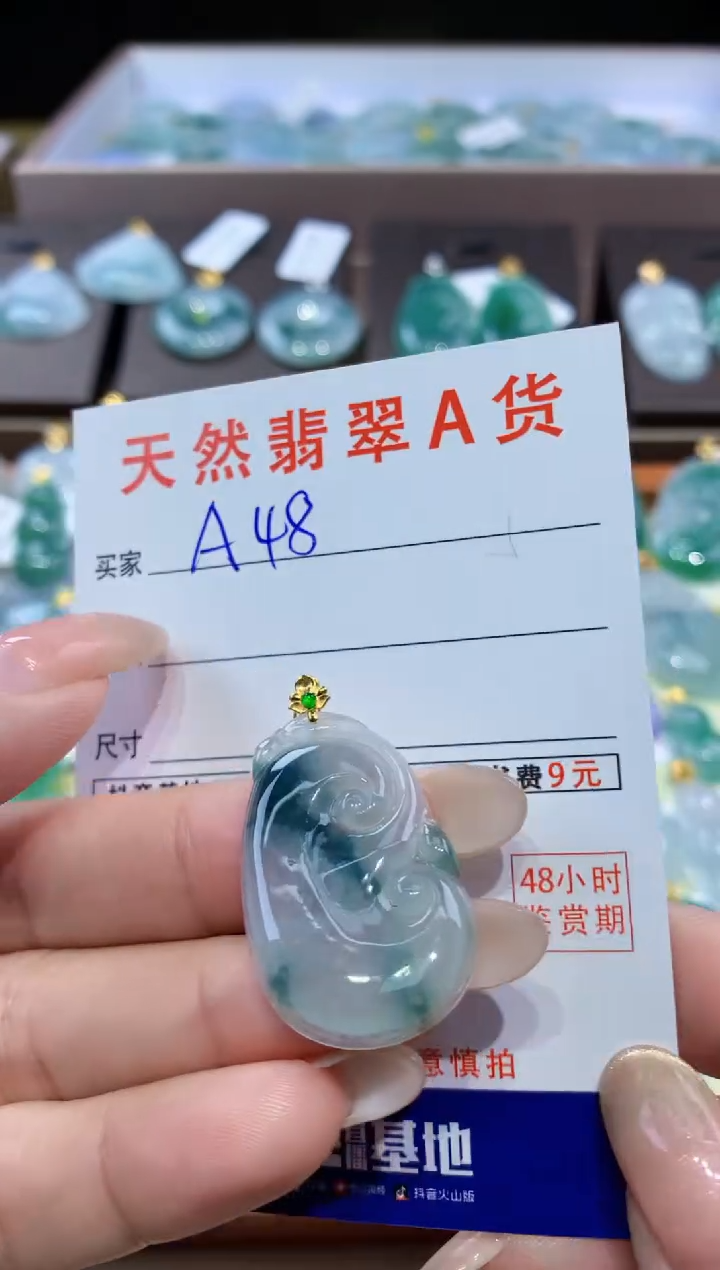 天然翡翠A货
买家 A48
尺寸
费9元
48小时
鉴赏期
意慎拍
基地
抖音火山版